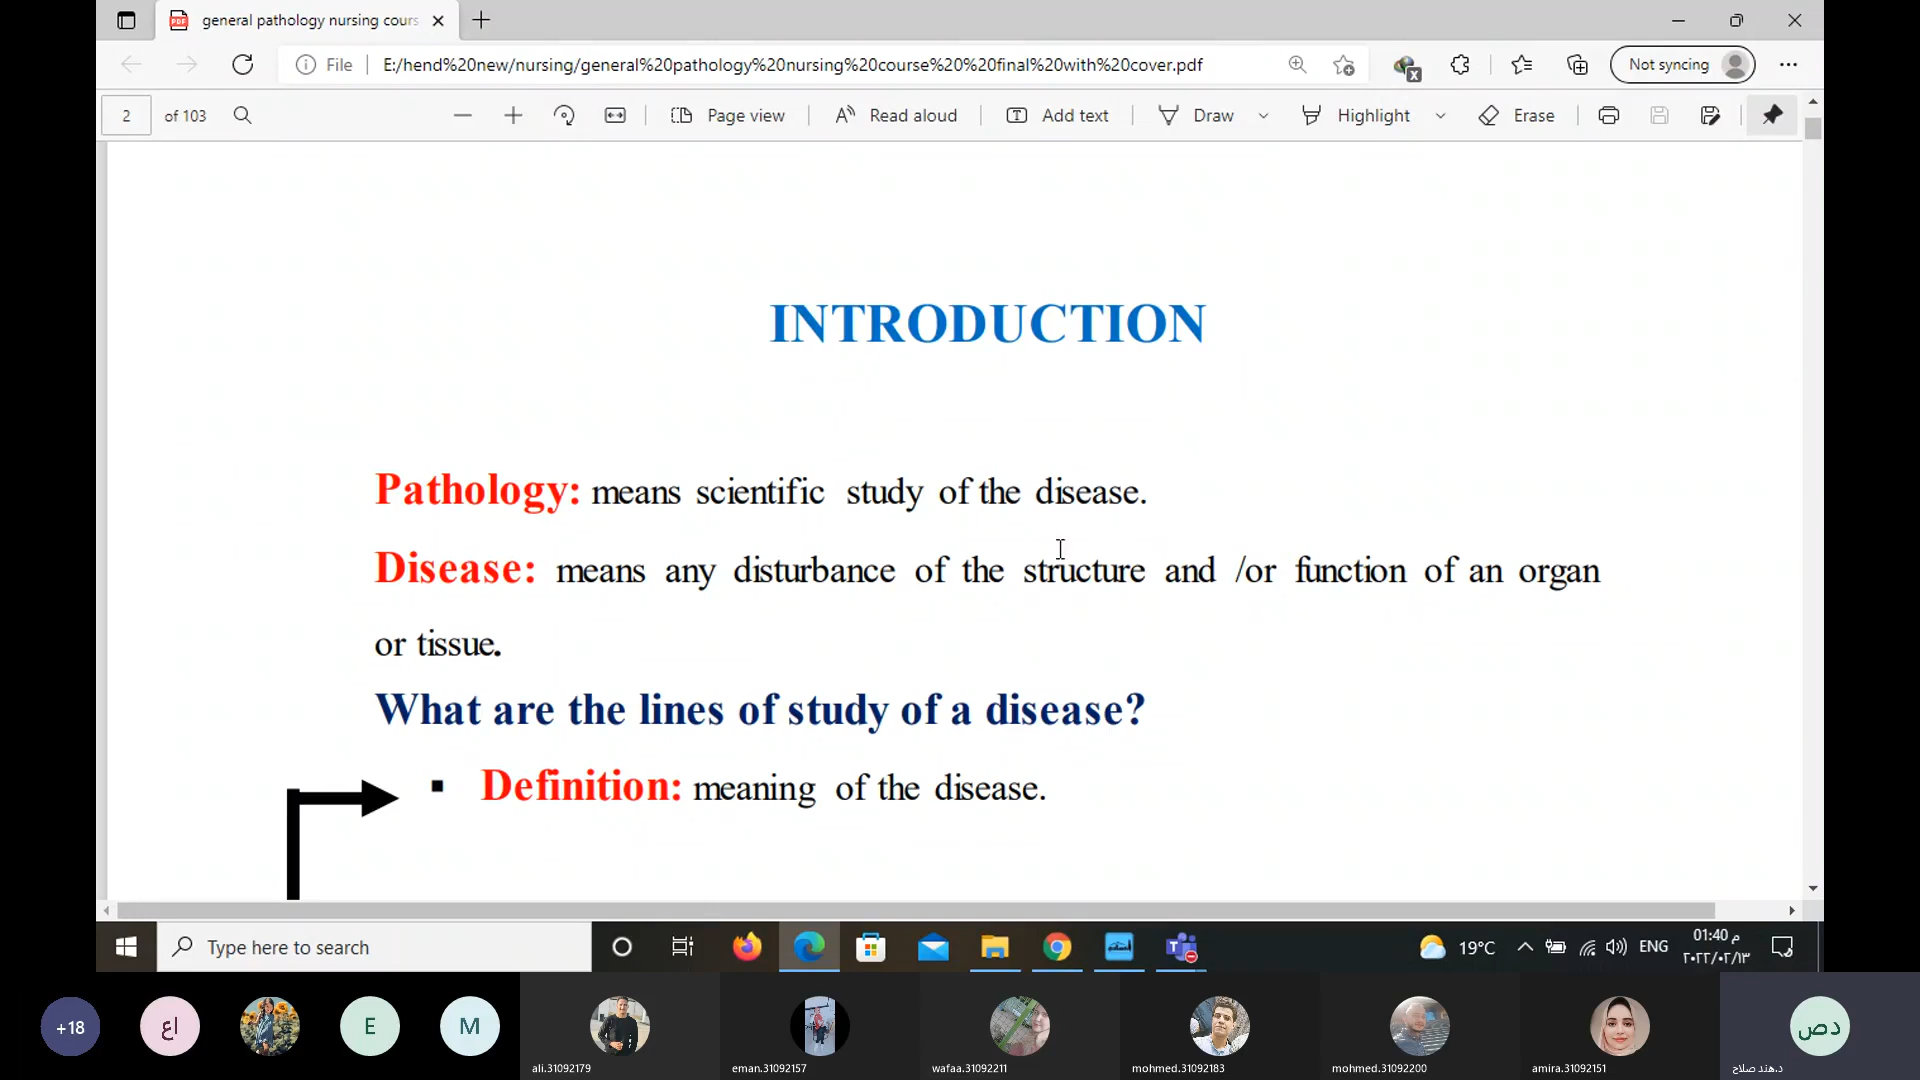 general pathology nursing cours
File
E:/hend%20new/nursing/general%20pathology%20nursing%20course%20%20final%20with%20cover.pdf
Not syncing
2 of 103
Page view
Read aloud
Add text
Draw
Highlight
Erase
INTRODUCTION
Pathology: means scientific study of the disease.
Disease: means any disturbance of the structure and /or function of an organ
or tissue.
What are the lines of study of a disease?
▪ Definition: meaning of the disease.
Type here to search
19°C
ENG
01:40 م
٢٠٢٢/٠٢/١٣
+18
اع
E
M
دص
ali.31092179
eman.31092157
wafaa.31092211
mohmed.31092183
mohmed.31092200
amira.31092151
د.هند صلاح